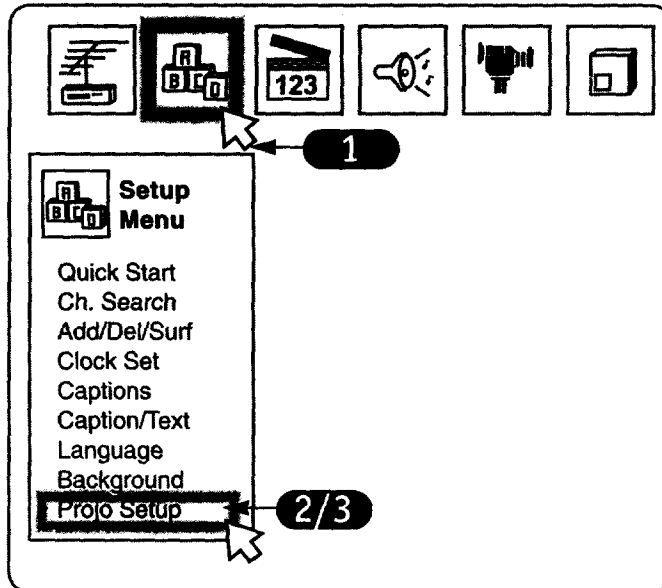 R
B C D
123
1
R
B C D
Setup
Menu
Quick Start
Ch. Search
Add/Del/Surf
Clock Set
Captions
Caption/Text
Language
Background
Projo Setup
2/3